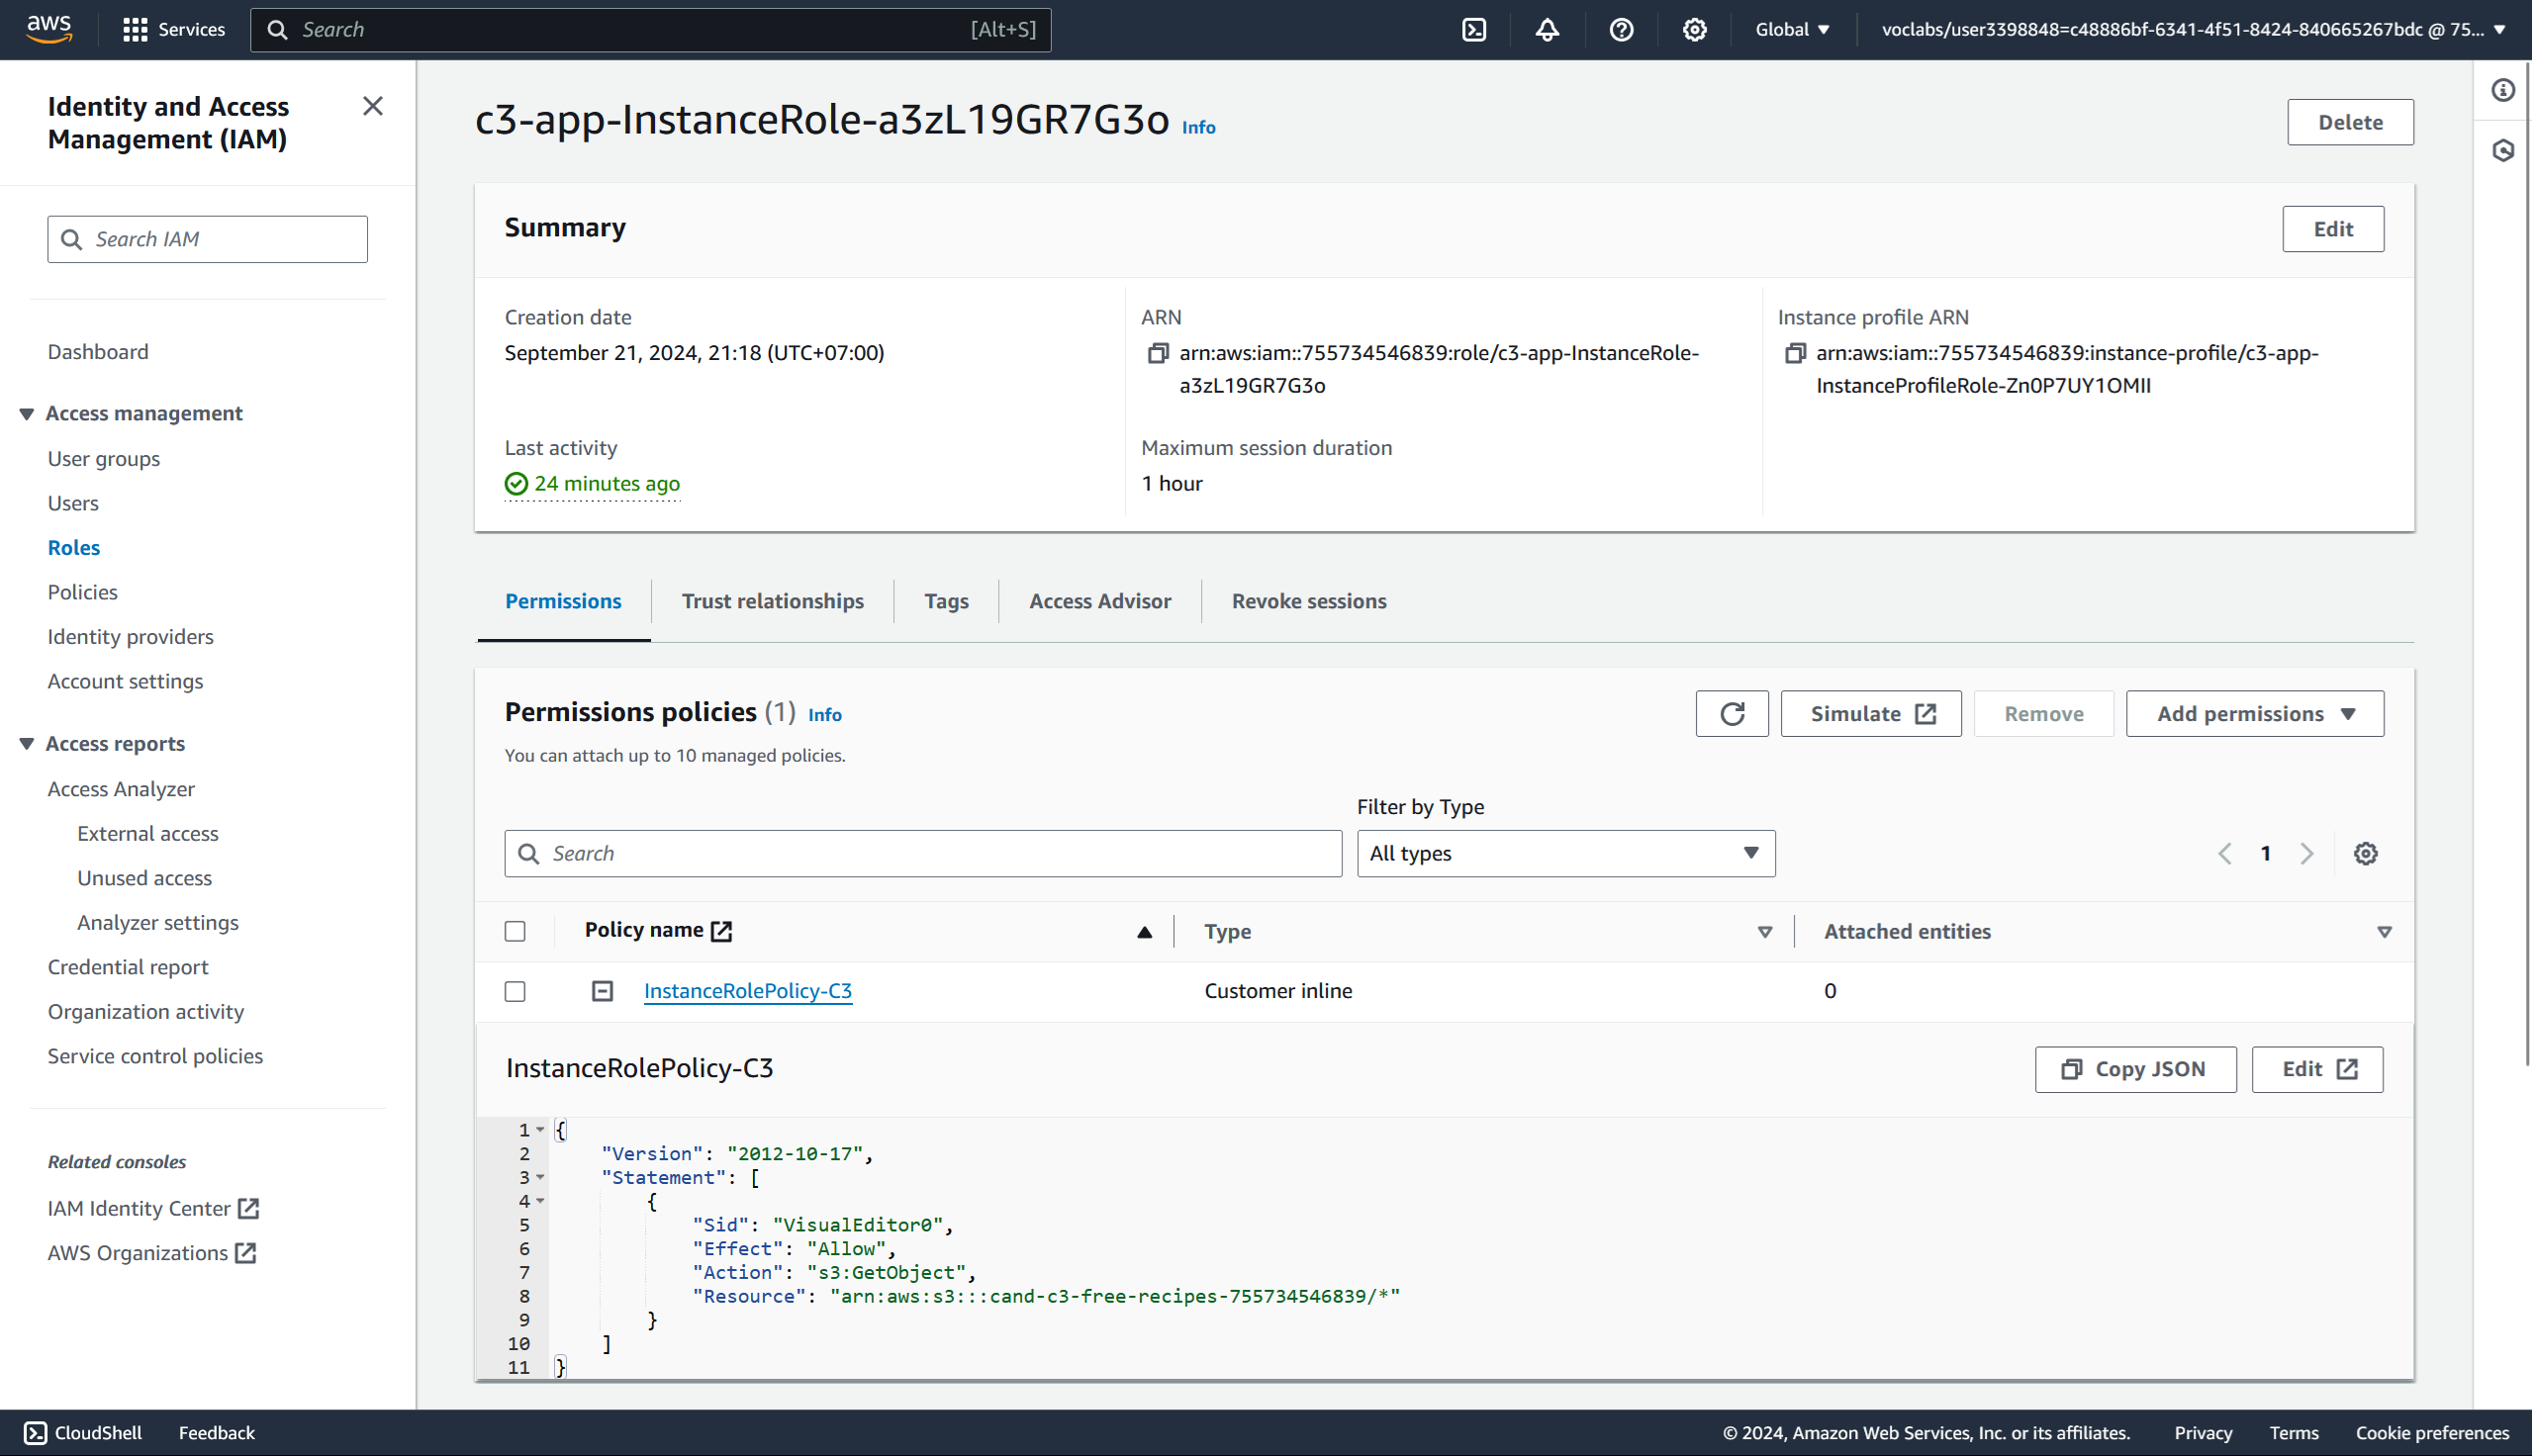 aws
Services
Search
[Alt+S]
Global
voclabs/user3398848=c48886bf-6341-4f51-8424-840665267bdc @ 75...
Identity and Access
Management (IAM)
Search IAM
Dashboard
Access management
User groups
Users
Roles
Policies
Identity providers
Account settings
Access reports
Access Analyzer
External access
Unused access
Analyzer settings
Credential report
Organization activity
Service control policies
Related consoles
IAM Identity Center
AWS Organizations
c3-app-InstanceRole-a3zL19GR7G3o Info
Delete
Summary
Edit
Creation date
September 21, 2024, 21:18 (UTC+07:00)
ARN
arn:aws:iam::755734546839:role/c3-app-InstanceRole-
a3zL19GR7G3o
Instance profile ARN
arn:aws:iam::755734546839:instance-profile/c3-app-
InstanceProfileRole-Zn0P7UY1OMII
Last activity
24 minutes ago
Maximum session duration
1 hour
Permissions
Trust relationships
Tags
Access Advisor
Revoke sessions
Permissions policies (1) Info
You can attach up to 10 managed policies.
Simulate
Remove
Add permissions
Filter by Type
Search
All types
1
Policy name
Type
Attached entities
InstanceRolePolicy-C3
Customer inline
0
InstanceRolePolicy-C3
Copy JSON
Edit
1 {
2 "Version": "2012-10-17",
3 "Statement": [
4 {
5 "Sid": "VisualEditor0",
6 "Effect": "Allow",
7 "Action": "s3:GetObject",
8 "Resource": "arn:aws:s3:::cand-c3-free-recipes-755734546839/*"
9 }
10 ]
11 }
CloudShell
Feedback
© 2024, Amazon Web Services, Inc. or its affiliates.
Privacy
Terms
Cookie preferences